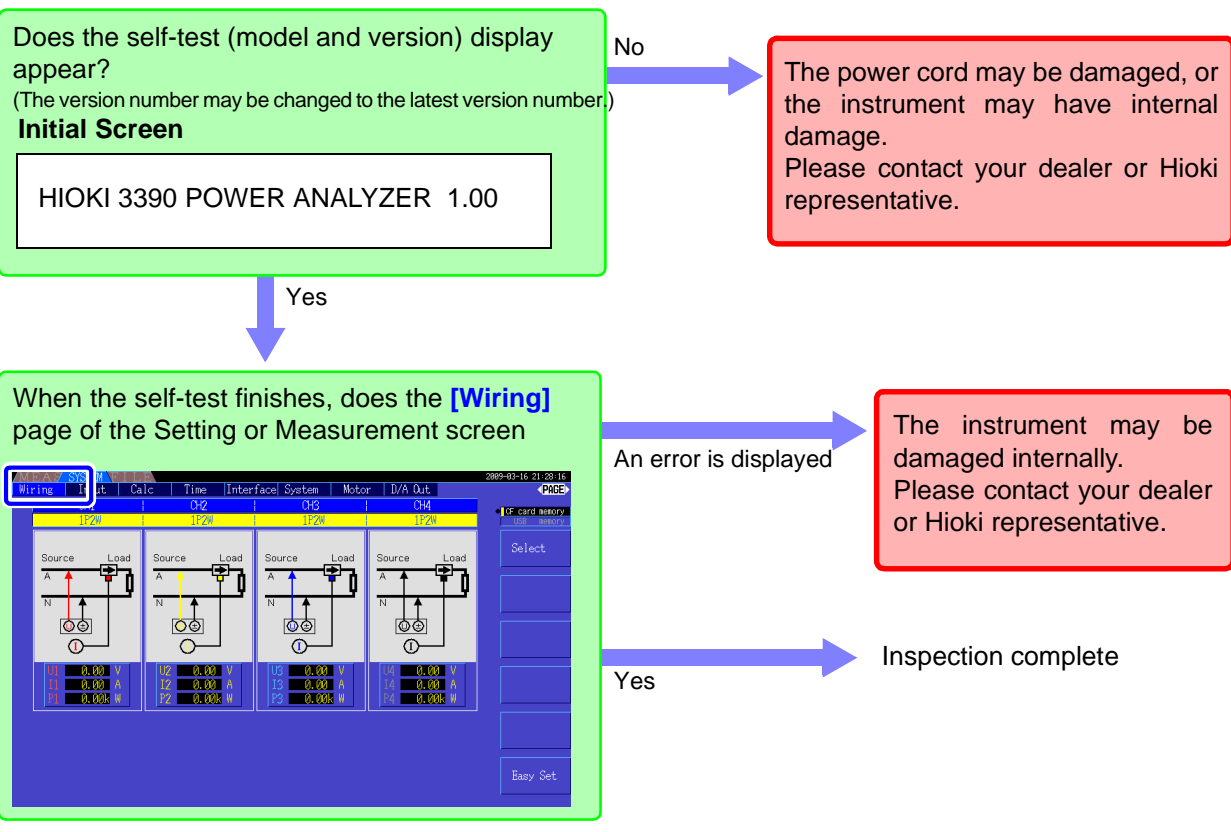 Does the self-test (model and version) display
appear?
(The version number may be changed to the latest version number.)
Initial Screen
HIOKI 3390 POWER ANALYZER 1.00
No
The power cord may be damaged, or
the instrument may have internal
damage.
Please contact your dealer or Hioki
representative.
Yes
When the self-test finishes, does the [Wiring]
page of the Setting or Measurement screen
MEAS SYSTEM FILE 2009-03-16 21:28:16
Wiring Input Calc Time Interface System Motor D/A Out PAGE
CH1 CH2 CH3 CH4
1P2W 1P2W 1P2W 1P2W
CF card memory
USB memory
Select
Source Load Source Load Source Load Source Load
A A A A
N N N N
U U U
I I I
U1 0.00 V U2 0.00 V U3 0.00 V U4 0.00 V
I1 0.00 A I2 0.00 A I3 0.00 A I4 0.00 A
P1 0.00k W P2 0.00k W P3 0.00k W P4 0.00k W
Easy Set
An error is displayed
The instrument may be
damaged internally.
Please contact your dealer
or Hioki representative.
Yes
Inspection complete